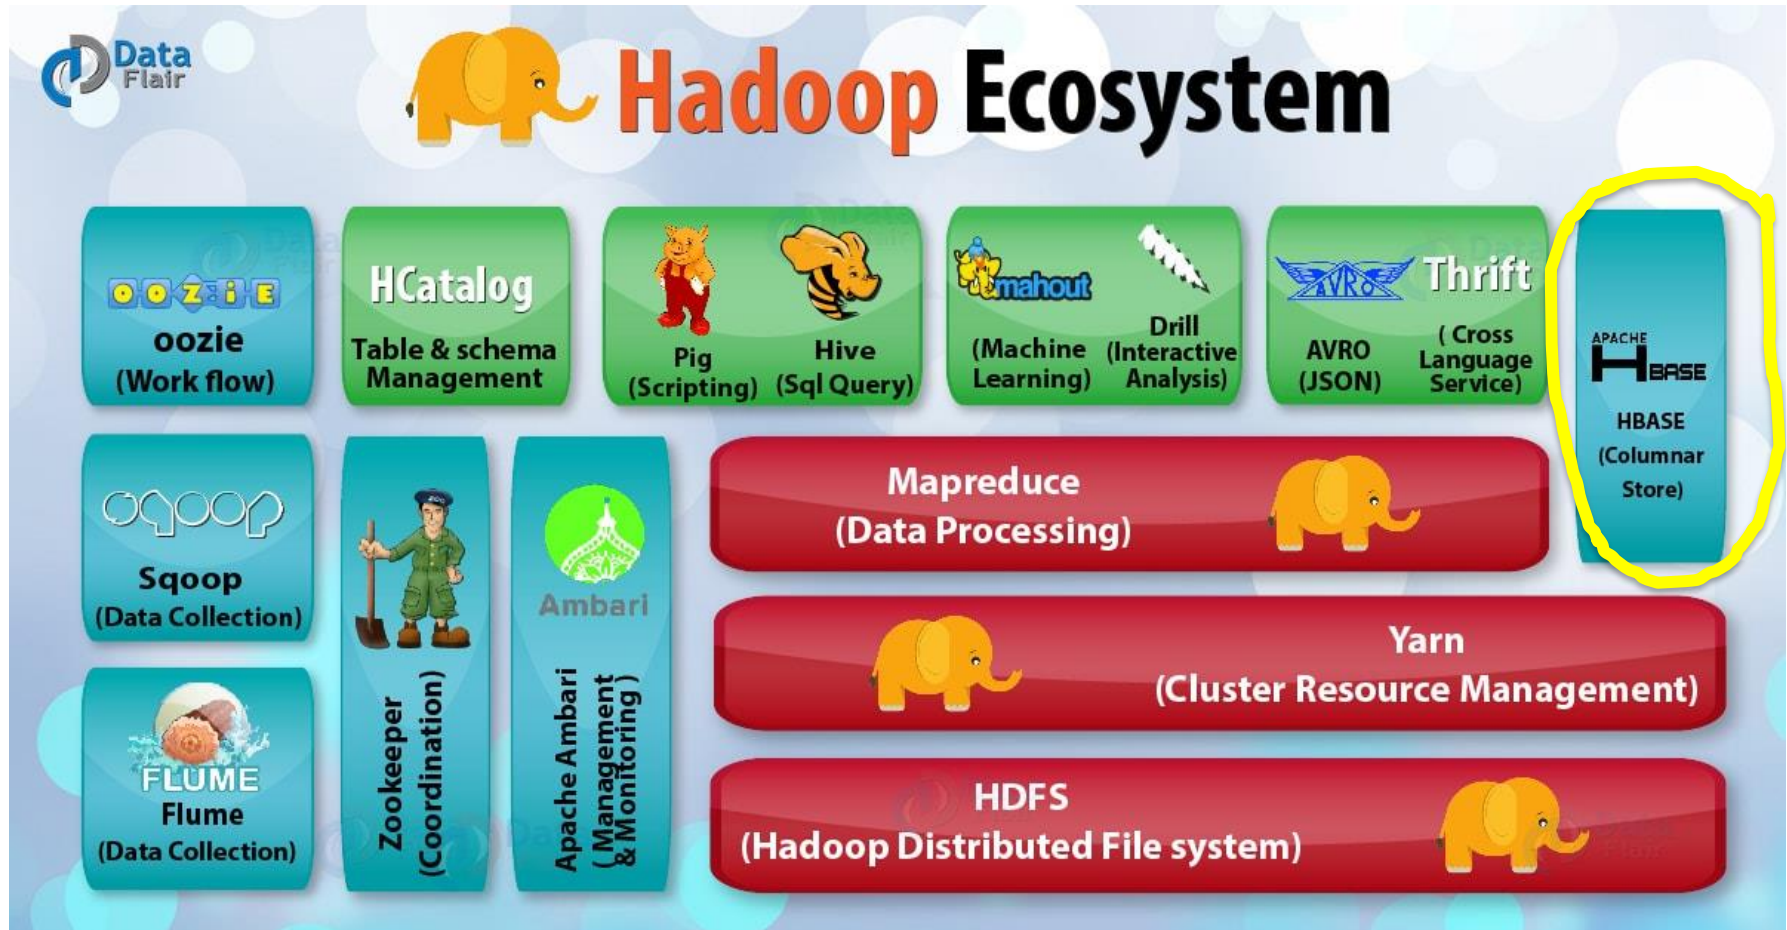 Data
Flair
Hadoop Ecosystem
OOZiE
oozie
(Work flow)
HCatalog
Table & schema
Management
Pig
(Scripting)
Hive
(Sql Query)
mahout
(Machine
Learning)
Drill
(Interactive
Analysis)
AVRO
AVRO
(JSON)
Thrift
( Cross
Language
Service)
APACHE
HBASE
HBASE
(Columnar
Store)
sqoop
Sqoop
(Data Collection)
ZOO
Zookeeper
(Coordination)
Ambari
Apache Ambari
( Management
& Monitoring )
Mapreduce
(Data Processing)
Yarn
(Cluster Resource Management)
FLUME
Flume
(Data Collection)
HDFS
(Hadoop Distributed File system)